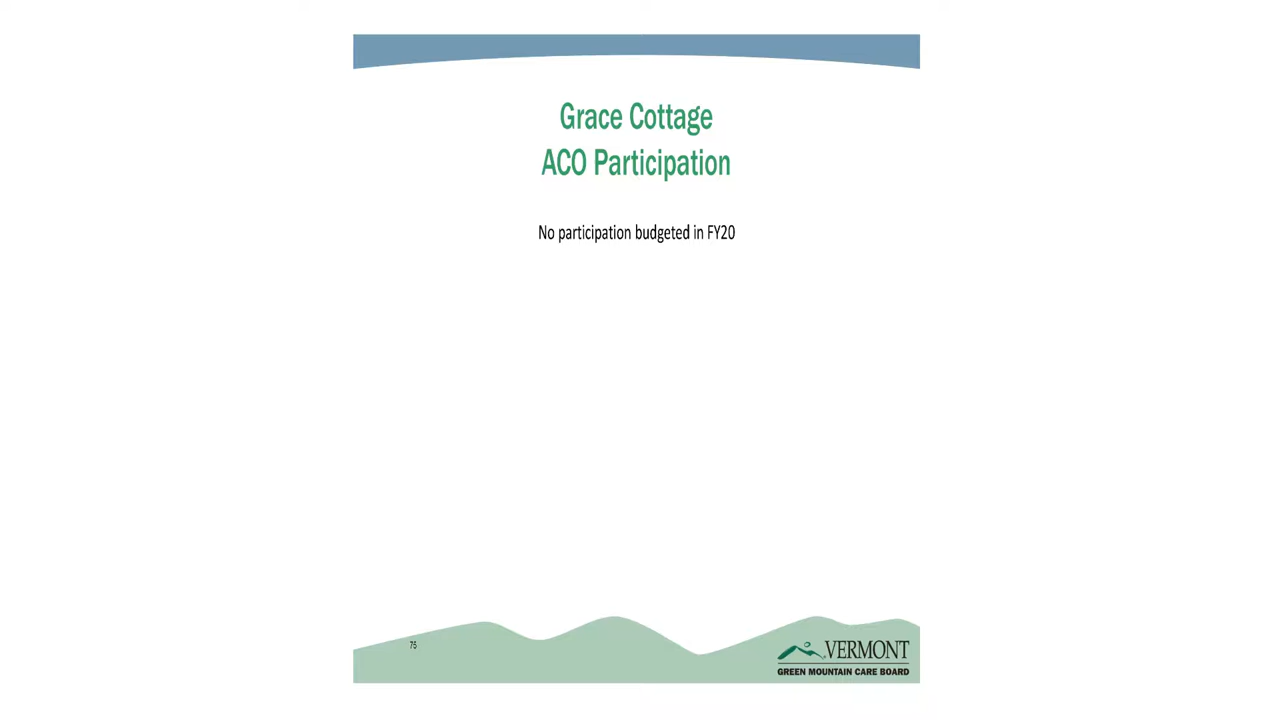 Grace Cottage
ACO Participation
No participation budgeted in FY20
75
VERMONT
GREEN MOUNTAIN CARE BOARD